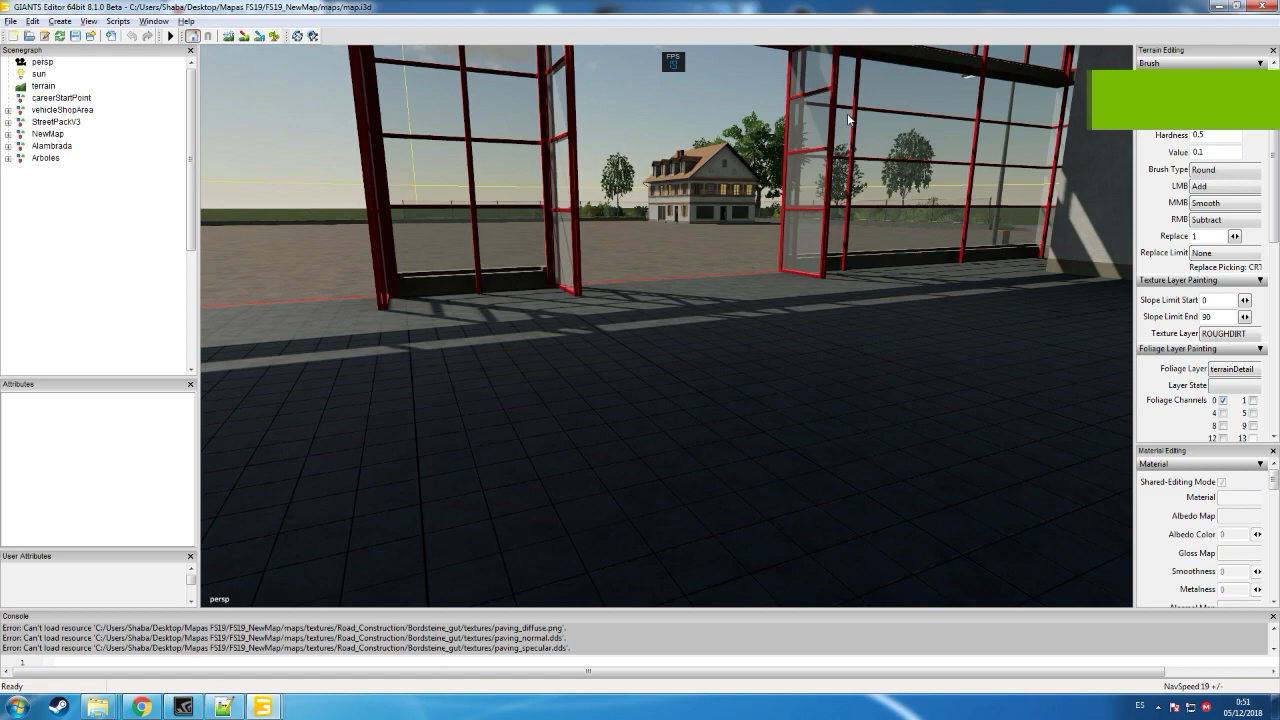 GIANTS Editor 64bit 8.1.0 Beta - C:/Users/Shaba/Desktop/Mapas FS19/FS19_NewMap/maps/map.i3d
File Edit Create View Scripts Window Help
Scenegraph
persp
sun
terrain
careerStartPoint
vehicleShopArea
StreetPackV3
NewMap
Alambrada
Arboles
Attributes
User Attributes
FPS
persp
Terrain Editing
Brush
Hardness 0.5
Value 0.1
Brush Type Round
LMB Add
MMB Smooth
RMB Subtract
Replace 1
Replace Limit None
Replace Picking: CRT
Texture Layer Painting
Slope Limit Start 0
Slope Limit End 90
Texture Layer ROUGHDIRT
Foliage Layer Painting
Foliage Layer terrainDetail
Layer State
Foliage Channels 0 1
4 5
8 9
12 13
Material Editing
Material
Shared-Editing Mode
Material
Albedo Map
Albedo Color 0
Gloss Map
Smoothness 0
Metalness 0
Normal Map
Console
Error: Can't load resource 'C:/Users/Shaba/Desktop/Mapas FS19/FS19_NewMap/maps/textures/Road_Construction/Bordsteine_gut/textures/paving_diffuse.png'.
Error: Can't load resource 'C:/Users/Shaba/Desktop/Mapas FS19/FS19_NewMap/maps/textures/Road_Construction/Bordsteine_gut/textures/paving_normal.dds'.
Error: Can't load resource 'C:/Users/Shaba/Desktop/Mapas FS19/FS19_NewMap/maps/textures/Road_Construction/Bordsteine_gut/textures/paving_specular.dds'.
1
Ready
NavSpeed 19 +/-
ES
0:51
05/12/2018